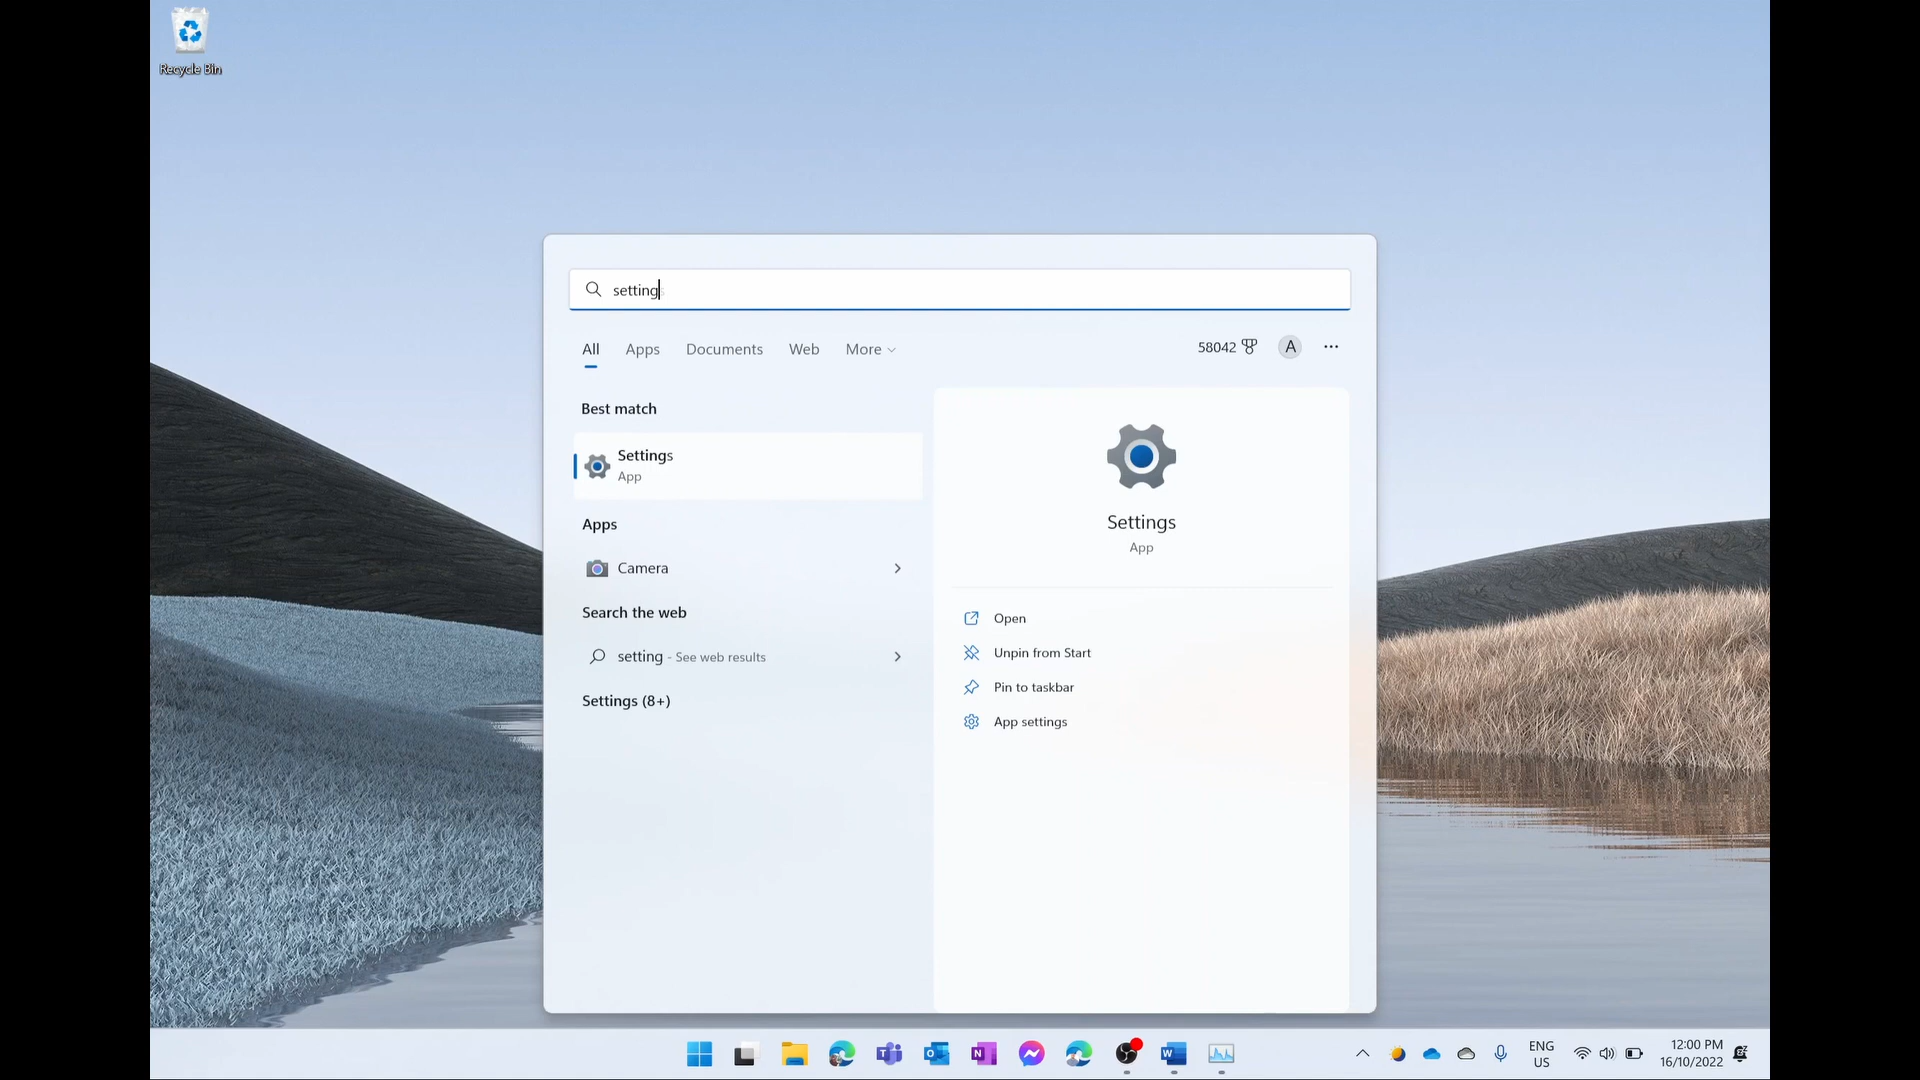 Recycle Bin
setting
All Apps Documents Web More 58042 A ...
Best match
Settings
App
Apps
Camera
Search the web
setting - See web results
Settings (8+)
Settings
App
Open
Unpin from Start
Pin to taskbar
App settings
ENG
US
12:00 PM
16/10/2022